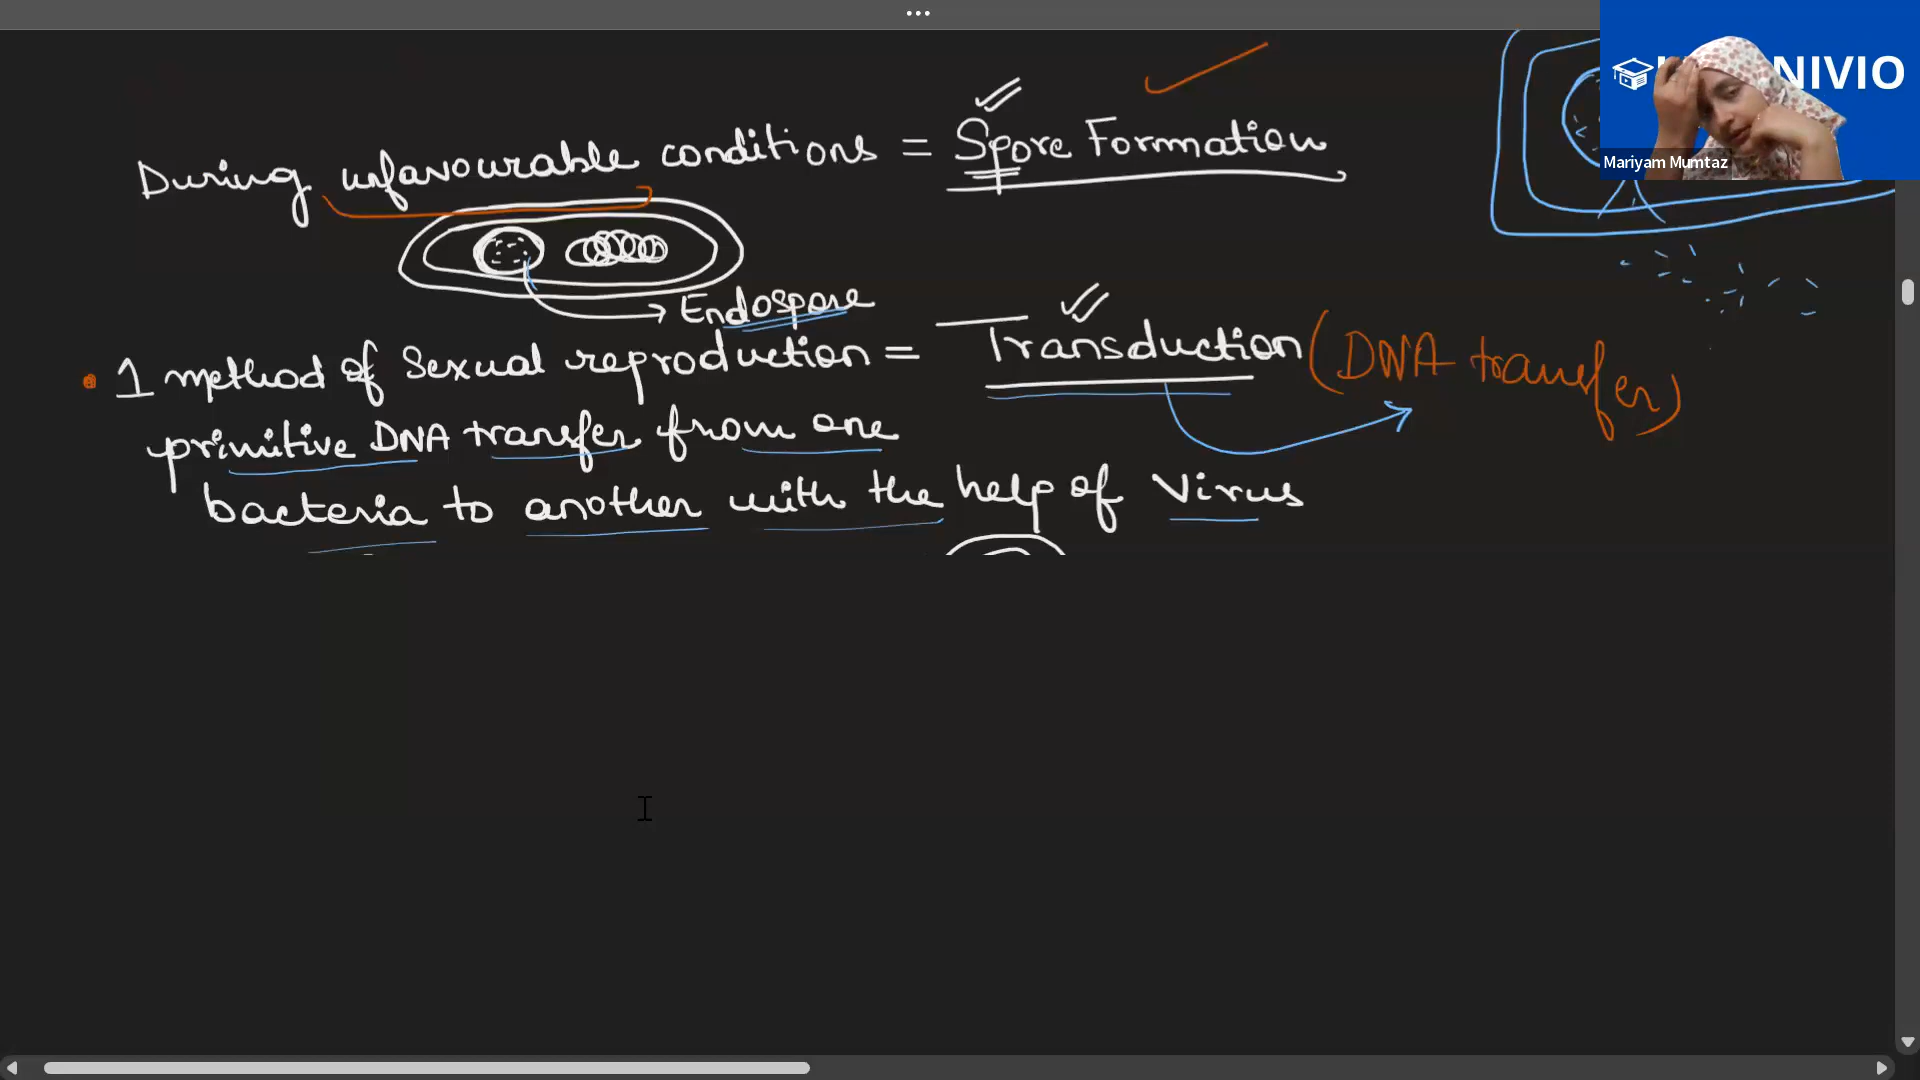 During unfavourable conditions = Spore Formation
Endospore
• 1 method of Sexual reproduction = Transduction (DNA transfer)
primitive DNA transfer from one
bacteria to another with the help of Virus
NIVIO
Mariyam Mumtaz